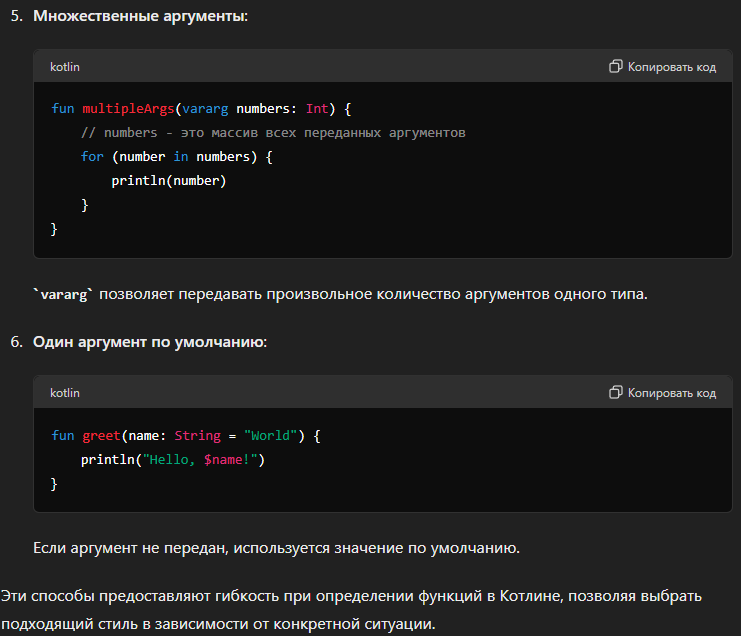 5. Множественные аргументы:
kotlin
Копировать код
fun multipleArgs(vararg numbers: Int) {
    // numbers - это массив всех переданных аргументов
    for (number in numbers) {
        println(number)
    }
}
`vararg` позволяет передавать произвольное количество аргументов одного типа.
6. Один аргумент по умолчанию:
kotlin
Копировать код
fun greet(name: String = "World") {
    println("Hello, $name!")
}
Если аргумент не передан, используется значение по умолчанию.
Эти способы предоставляют гибкость при определении функций в Котлине, позволяя выбрать
подходящий стиль в зависимости от конкретной ситуации.